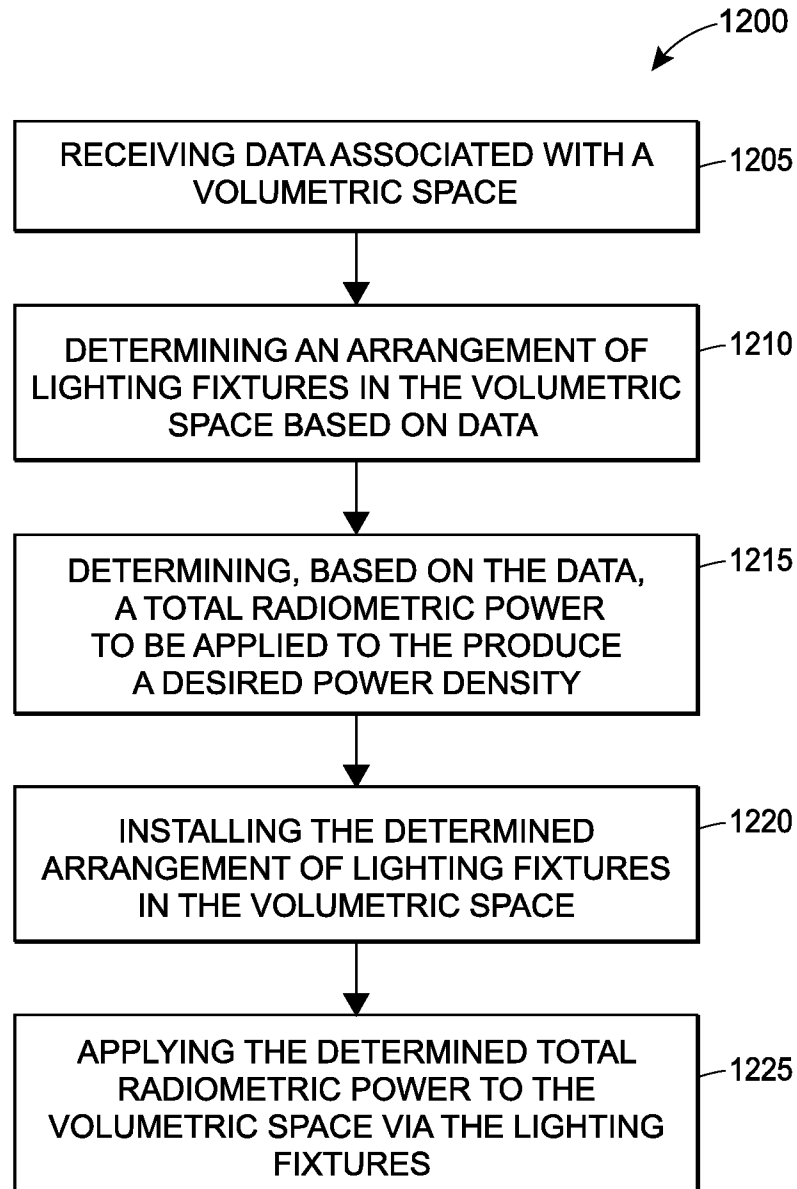 1200
RECEIVING DATA ASSOCIATED WITH A
VOLUMETRIC SPACE
1205
DETERMINING AN ARRANGEMENT OF
LIGHTING FIXTURES IN THE VOLUMETRIC
SPACE BASED ON DATA
1210
DETERMINING, BASED ON THE DATA,
A TOTAL RADIOMETRIC POWER
TO BE APPLIED TO THE PRODUCE
A DESIRED POWER DENSITY
1215
INSTALLING THE DETERMINED
ARRANGEMENT OF LIGHTING FIXTURES
IN THE VOLUMETRIC SPACE
1220
APPLYING THE DETERMINED TOTAL
RADIOMETRIC POWER TO THE
VOLUMETRIC SPACE VIA THE LIGHTING
FIXTURES
1225